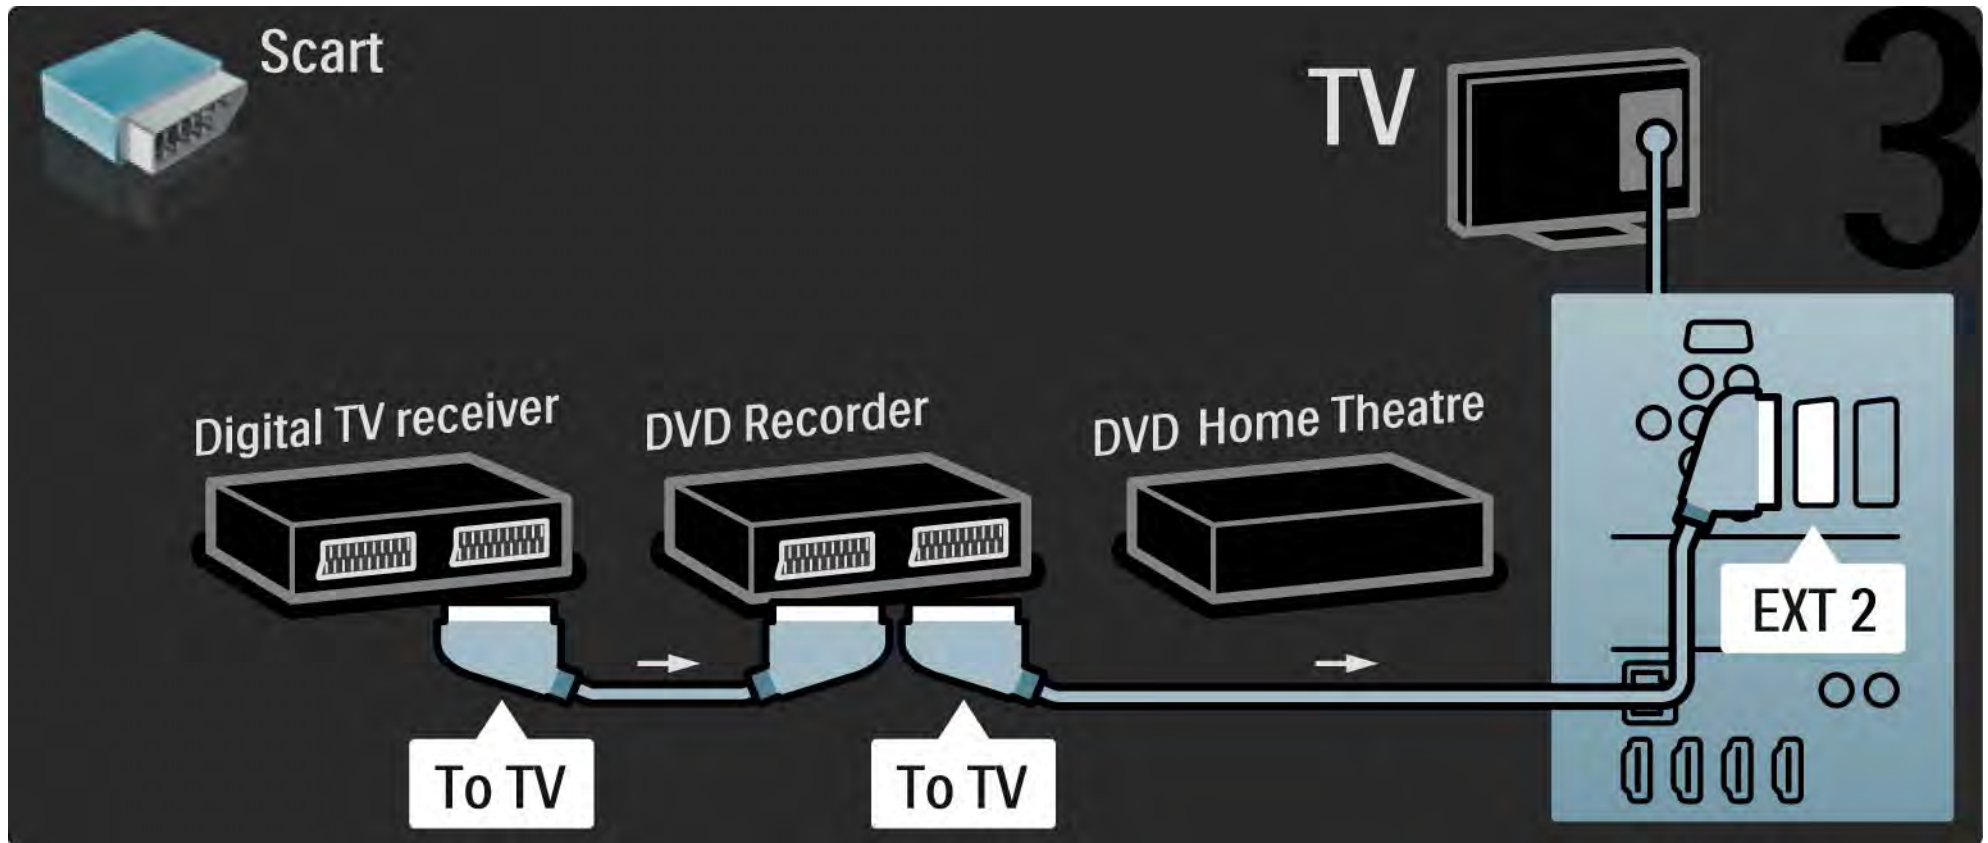 Scart
TV
3
Digital TV receiver
DVD Recorder
DVD Home Theatre
EXT 2
To TV
To TV